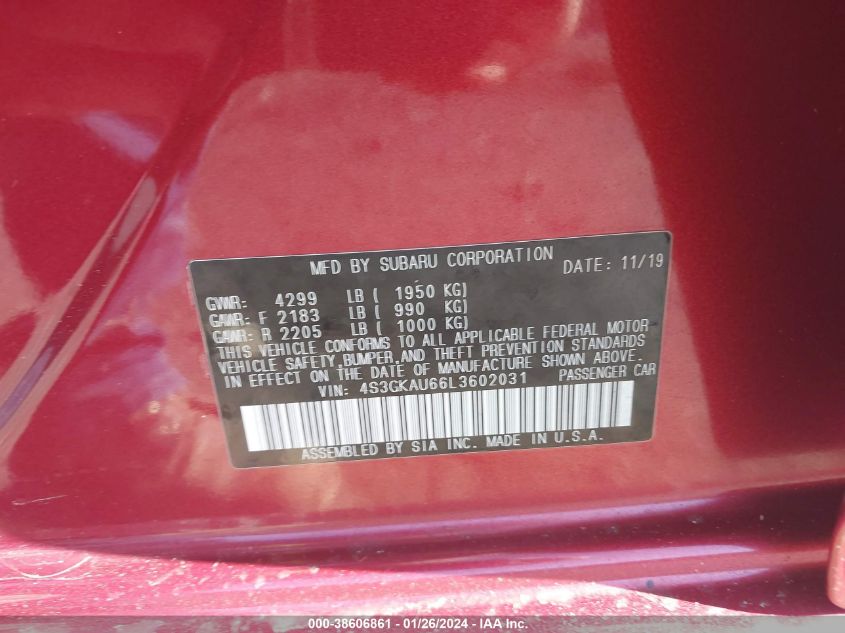 MFD BY SUBARU CORPORATION DATE: 11/19
GVWR: 4299 LB ( 1950 KG)
GAWR: F 2183 LB ( 990 KG)
GAWR: R 2205 LB ( 1000 KG)
THIS VEHICLE CONFORMS TO ALL APPLICABLE FEDERAL MOTOR
VEHICLE SAFETY, BUMPER, AND THEFT PREVENTION STANDARDS
IN EFFECT ON THE DATE OF MANUFACTURE SHOWN ABOVE.
VIN: 4S3GKAU66L3602031 PASSENGER CAR
ASSEMBLED BY SIA INC. MADE IN U.S.A.
000-38606861 - 01/26/2024 - IAA Inc.